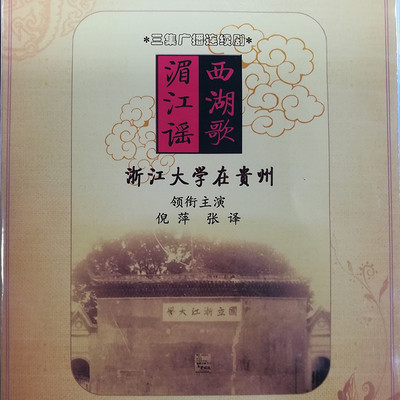 *三集广播连续剧*
西湖歌
湄江谣
浙江大学在貴州
领衔主演
倪萍 张译
國立浙江大學